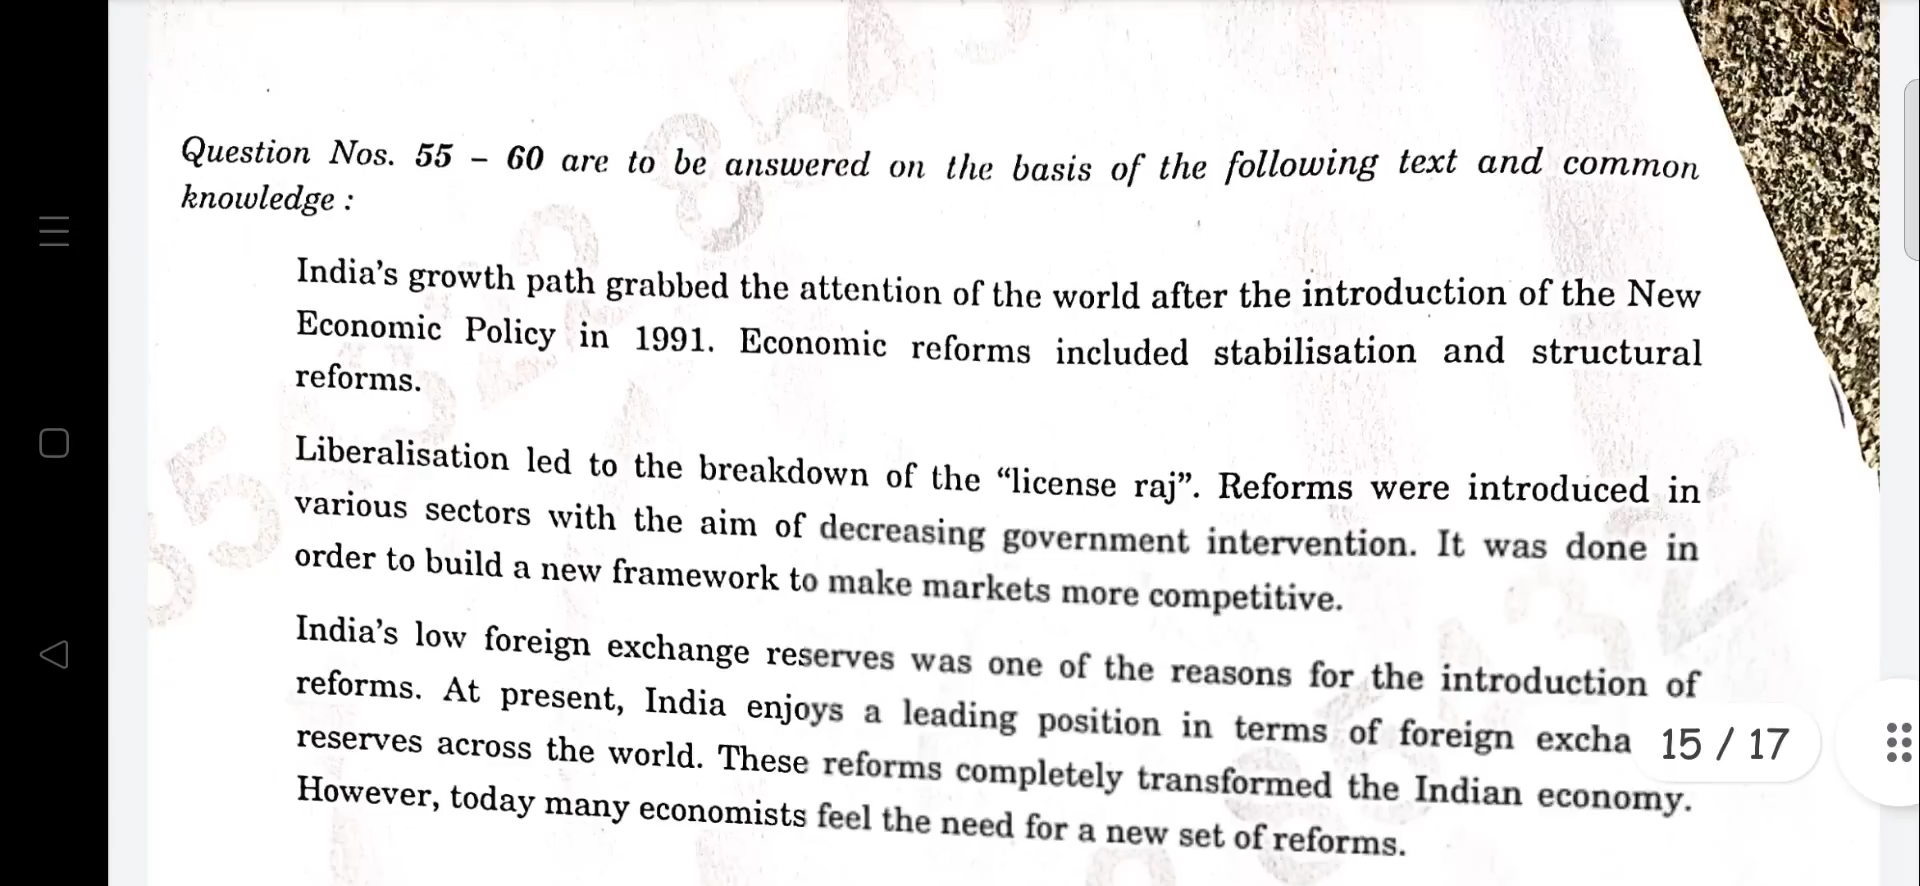 Question Nos. 55 – 60 are to be answered on the basis of the following text and common
knowledge :
India's growth path grabbed the attention of the world after the introduction of the New
Economic Policy in 1991. Economic reforms included stabilisation and structural
reforms.
Liberalisation led to the breakdown of the "license raj". Reforms were introduced in
various sectors with the aim of decreasing government intervention. It was done in
order to build a new framework to make markets more competitive.
India's low foreign exchange reserves was one of the reasons for the introduction of
reforms. At present, India enjoys a leading position in terms of foreign excha
reserves across the world. These reforms completely transformed the Indian economy.
However, today many economists feel the need for a new set of reforms.
15 / 17